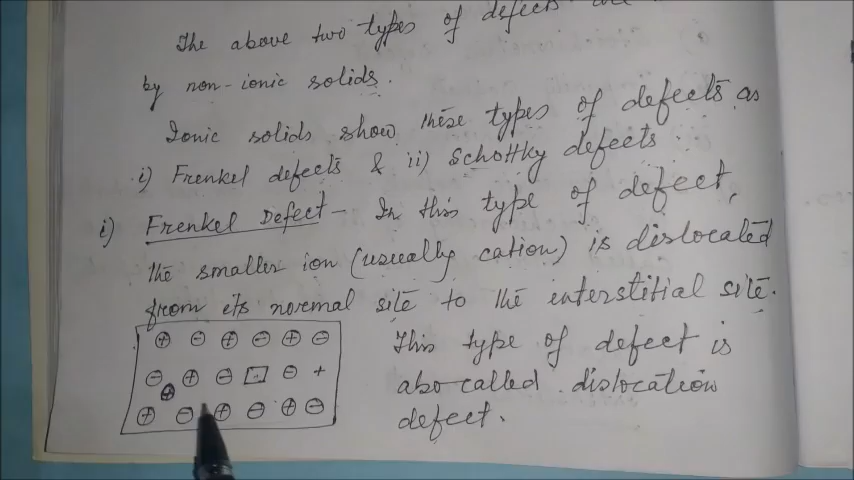 The above two types of defects are
by non-ionic solids.
Ionic solids show these types of defects as
i) Frenkel defects & ii) Schottky defects.
i) Frenkel Defect - In this type of defect,
the smaller ion (usually cation) is dislocated
from its normal site to the interstitial site.
This type of defect is
also called dislocation
defect.
+ - + - + -
- + - - - +
+
+ - + - + -